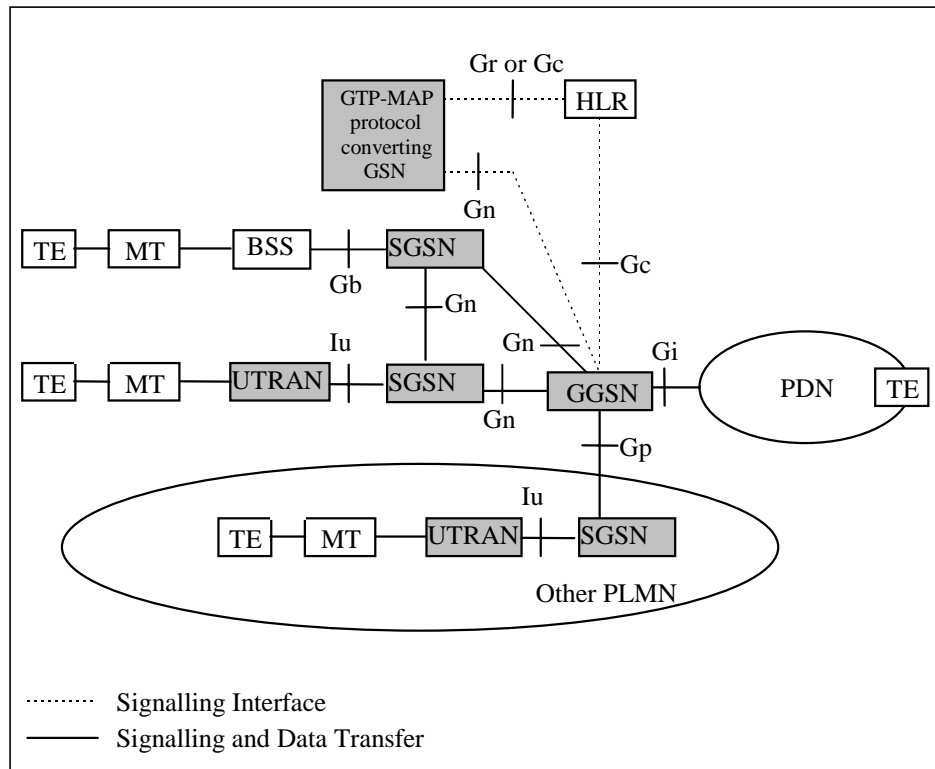 Gr or Gc
GTP-MAP
protocol
converting
GSN
HLR
Gn
TE
MT
BSS
SGSN
Gb
Gn
Gc
Gn
TE
MT
UTRAN
Iu
SGSN
Gn
GGSN
Gi
PDN
TE
Gp
TE
MT
UTRAN
Iu
SGSN
Other PLMN
Signalling Interface
Signalling and Data Transfer